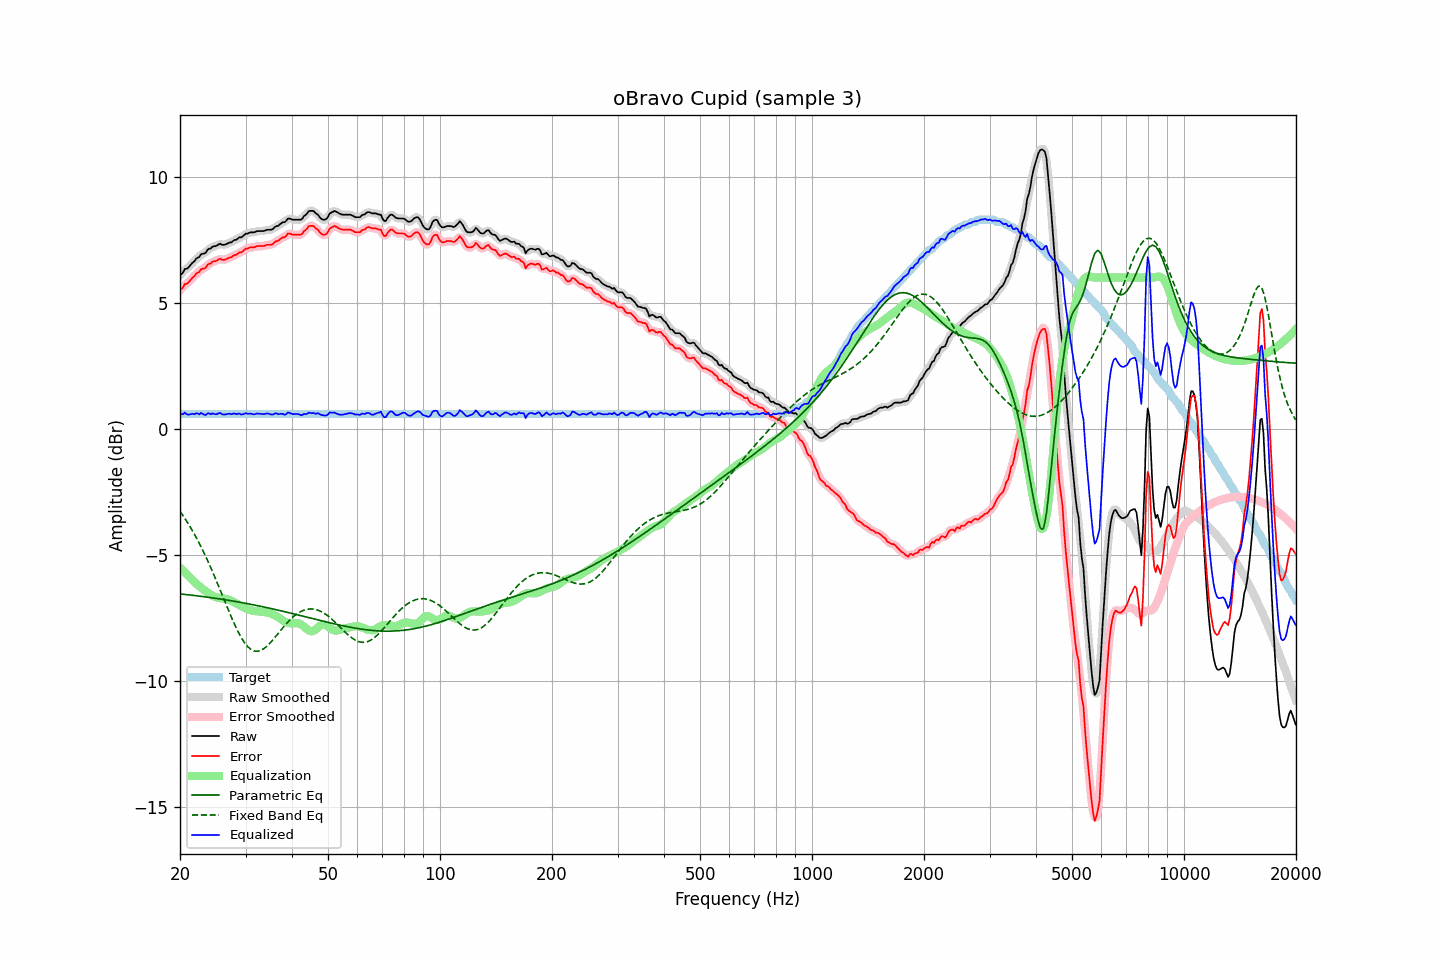 oBravo Cupid (sample 3)
Amplitude (dBr)
10
5
0
−5
−10
−15
Target
Raw Smoothed
Error Smoothed
Raw
Error
Equalization
Parametric Eq
Fixed Band Eq
Equalized
20 50 100 200 500 1000 2000 5000 10000 20000
Frequency (Hz)